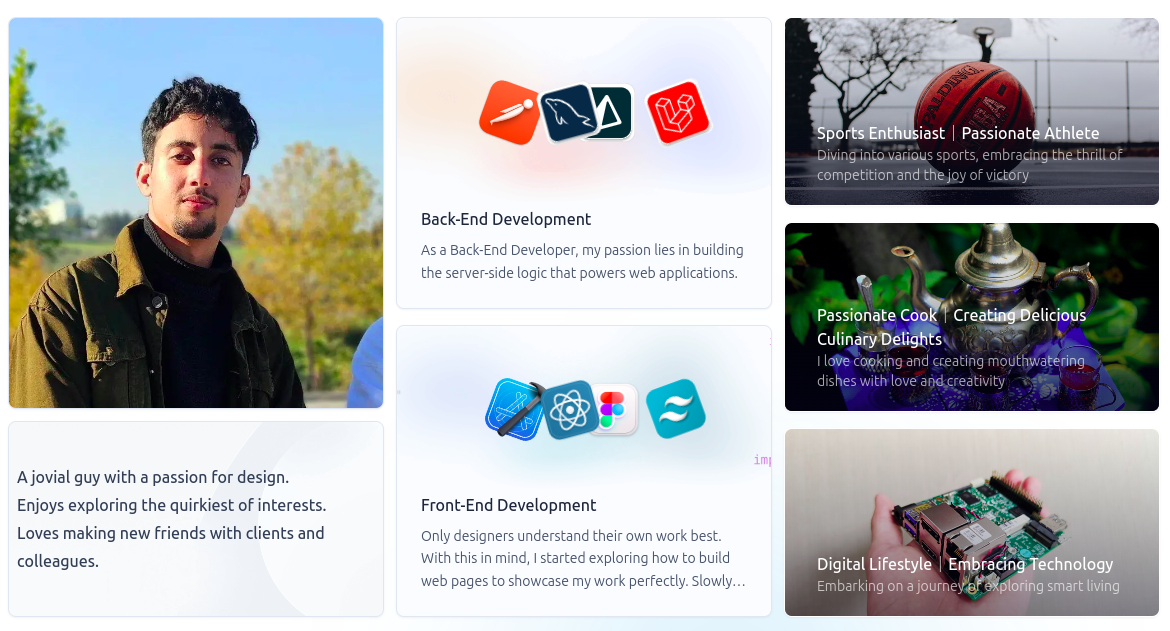 A jovial guy with a passion for design.
Enjoys exploring the quirkiest of interests.
Loves making new friends with clients and
colleagues.
Back-End Development
As a Back-End Developer, my passion lies in building
the server-side logic that powers web applications.
imp
Front-End Development
Only designers understand their own work best.
With this in mind, I started exploring how to build
web pages to showcase my work perfectly. Slowly…
SPALDING
Sports Enthusiast | Passionate Athlete
Diving into various sports, embracing the thrill of
competition and the joy of victory
Passionate Cook | Creating Delicious
Culinary Delights
I love cooking and creating mouthwatering
dishes with love and creativity
Digital Lifestyle | Embracing Technology
Embarking on a journey of exploring smart living